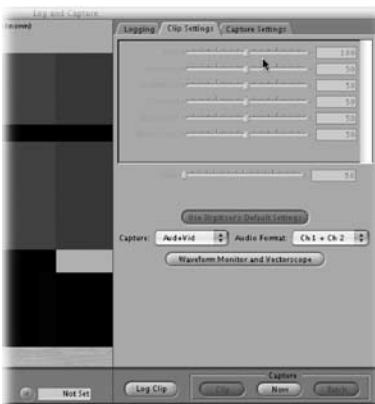 Log and Capture
Logging Clip Settings Capture Settings
100
50
50
50
50
50
50
Use Digitizer's Default Settings
Capture: Aud+Vid Audio Format: Ch 1 + Ch 2
Waveform Monitor and Vectorscope
Capture
Not Set Log Clip Clip Now Batch